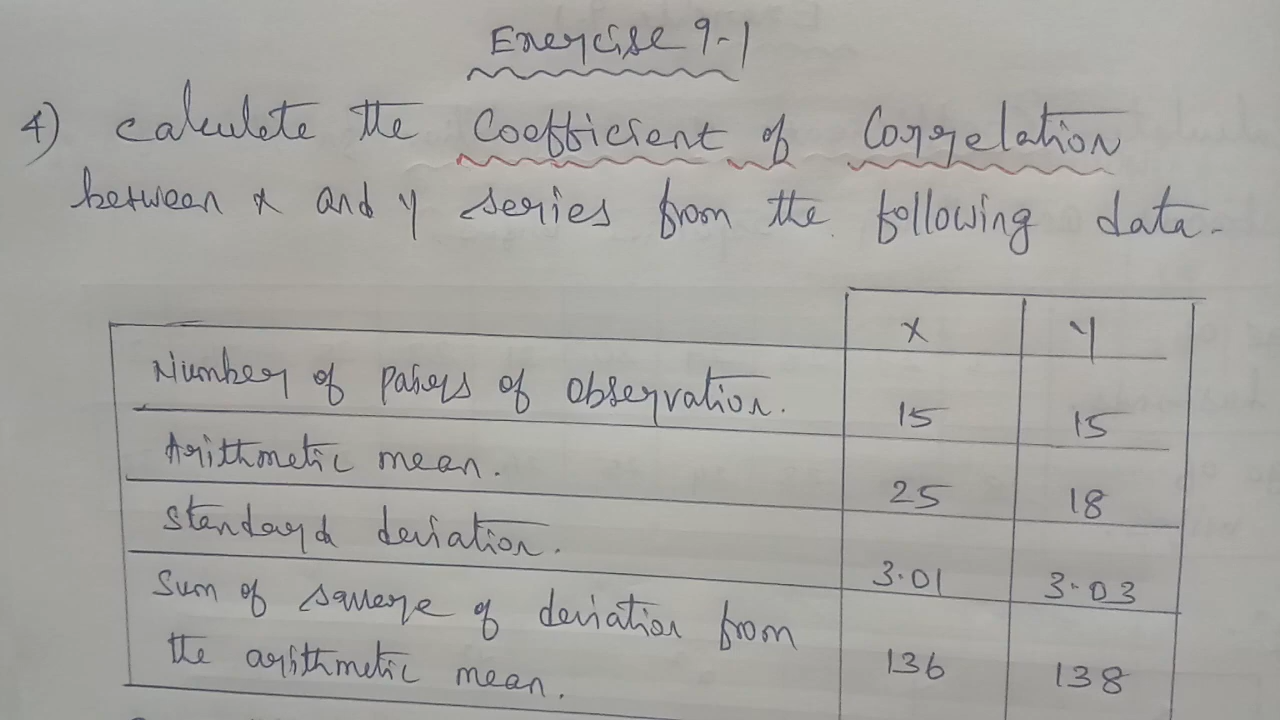 Exercise 9-1
4) Calculete the Coefficient of Correlation
between x and y series from the following data.
x y
Number of paiers of observation. 15 15
Arithmetic mean. 25 18
Standard deviation. 3.01 3.03
Sum of square of deviation from
the arithmetic mean. 136 138